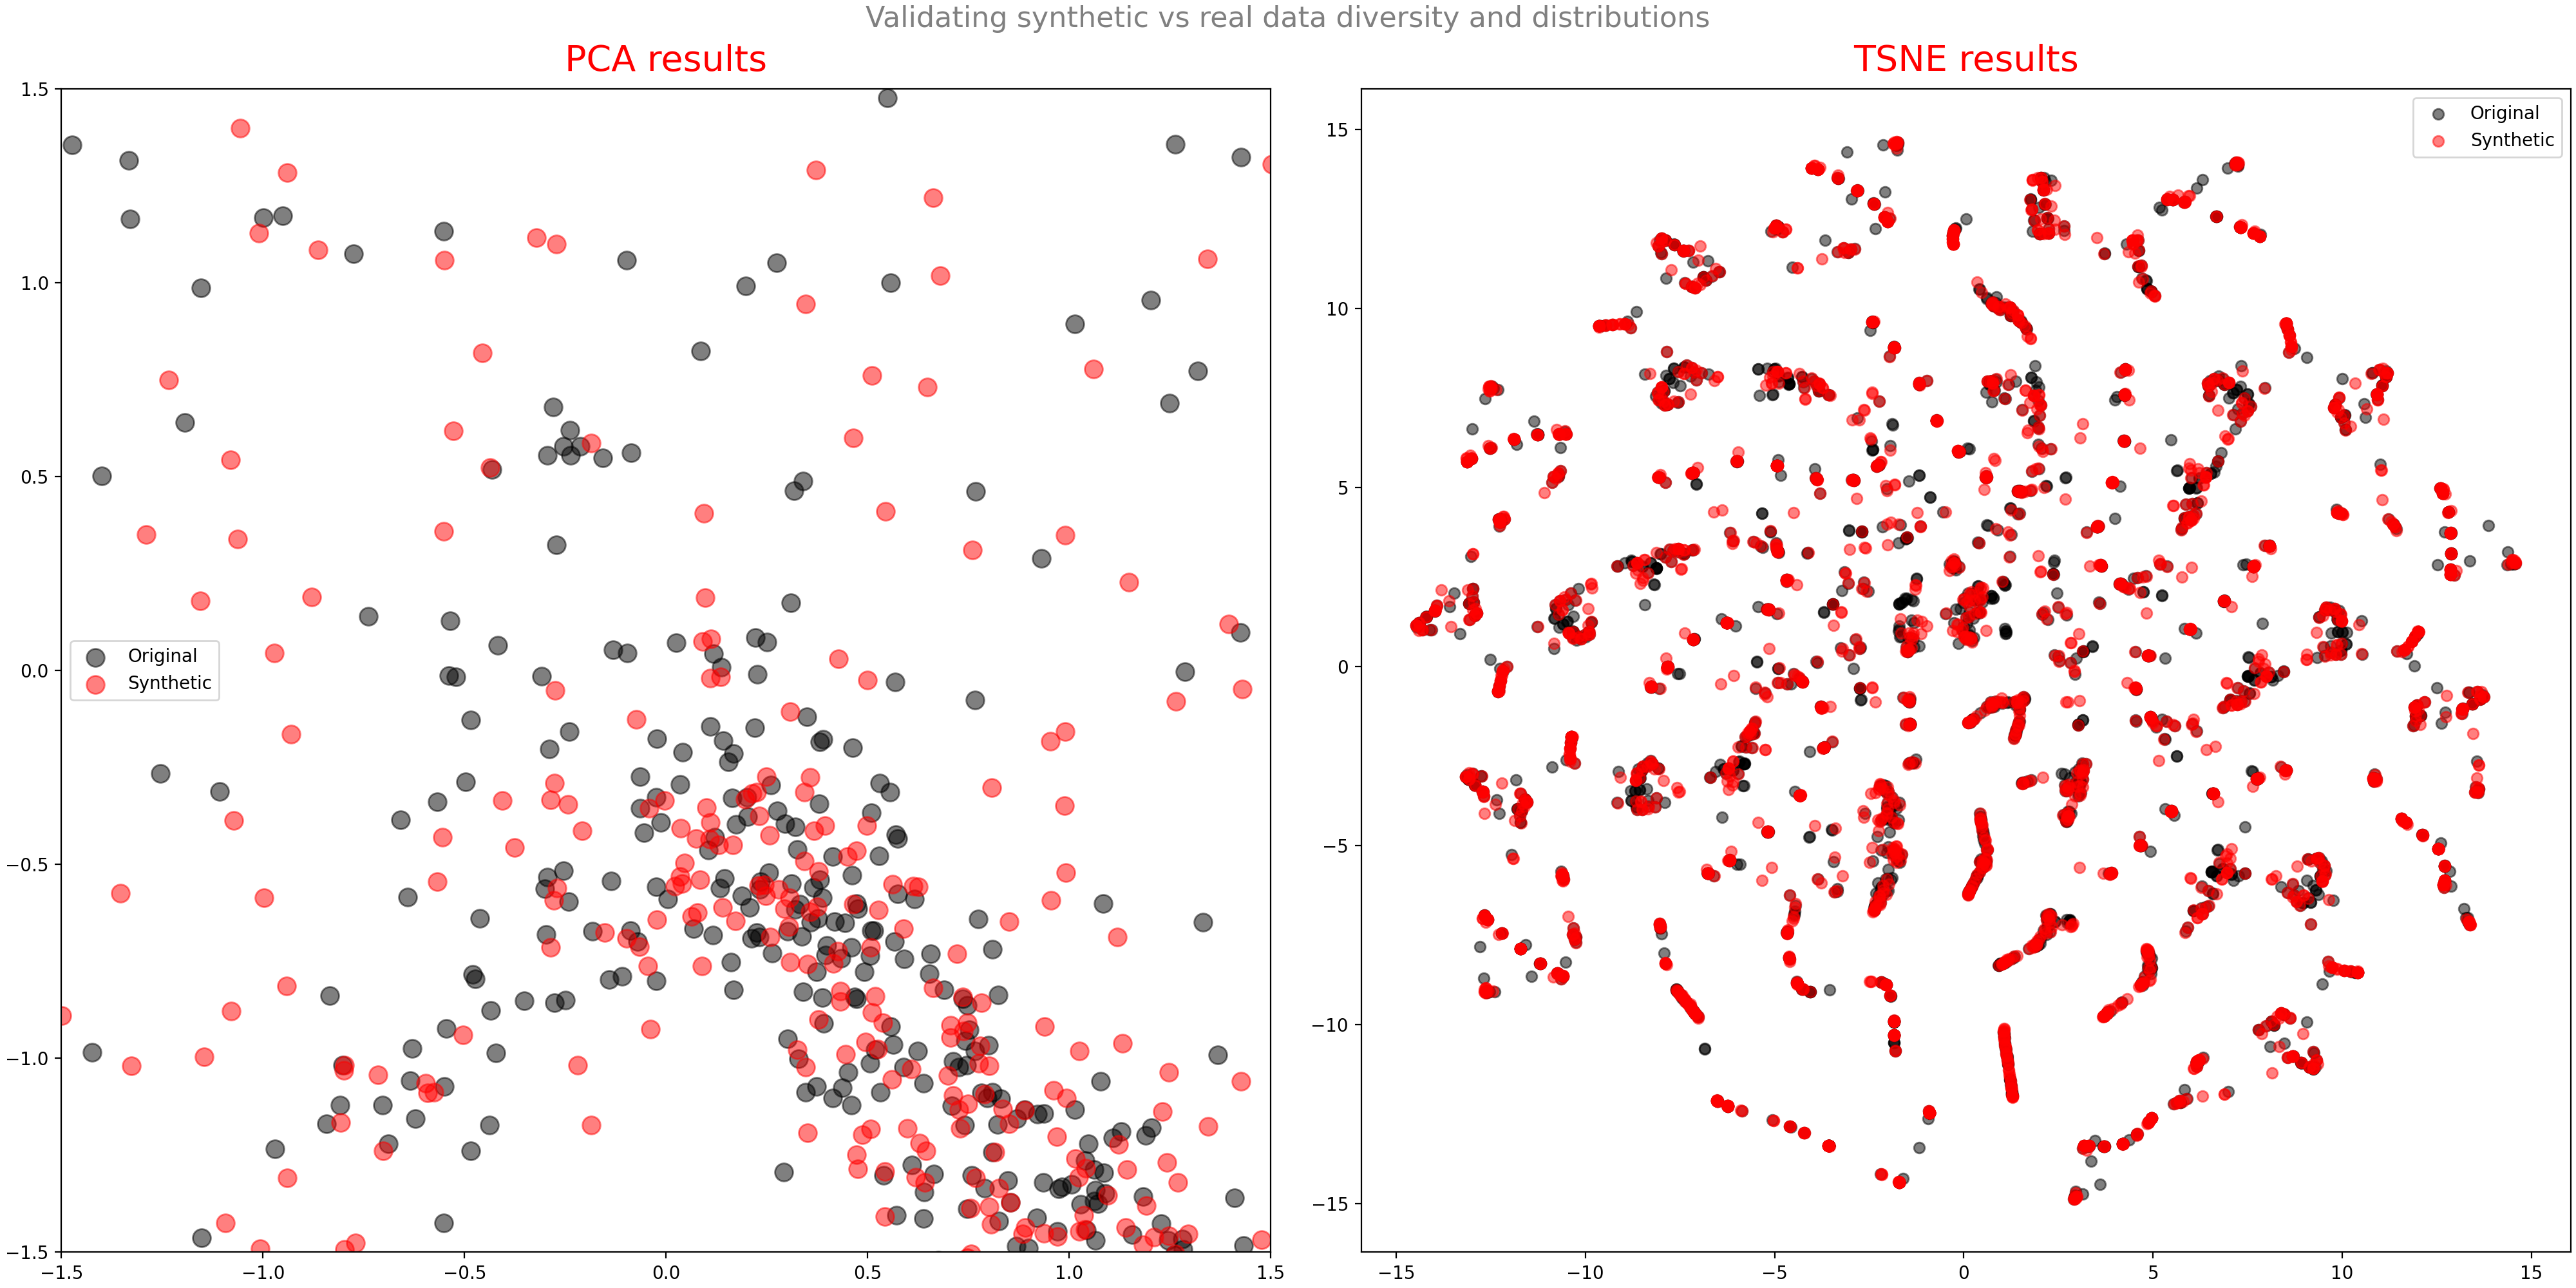 Validating synthetic vs real data diversity and distributions
PCA results
1.5
1.0
0.5
0.0
−0.5
−1.0
−1.5
Original
Synthetic
−1.5 −1.0 −0.5 0.0 0.5 1.0 1.5
TSNE results
15
10
5
0
−5
−10
−15
Original
Synthetic
−15 −10 −5 0 5 10 15